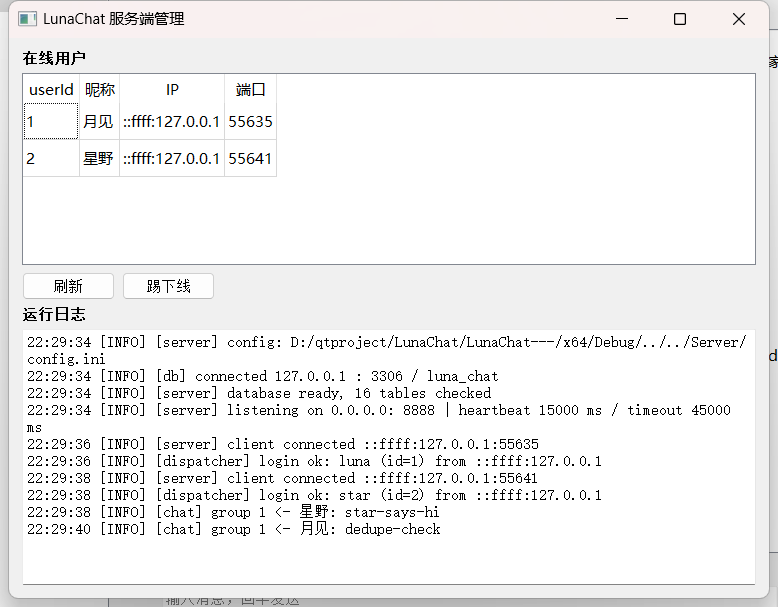 LunaChat 服务端管理
在线用户
userId 昵称 IP 端口
1 月见 ::ffff:127.0.0.1 55635
2 星野 ::ffff:127.0.0.1 55641
刷新 踢下线
运行日志
22:29:34 [INFO] [server] config: D:/qtproject/LunaChat/LunaChat---/x64/Debug/../../Server/
config.ini
22:29:34 [INFO] [db] connected 127.0.0.1 : 3306 / luna_chat
22:29:34 [INFO] [server] database ready, 16 tables checked
22:29:34 [INFO] [server] listening on 0.0.0.0: 8888 | heartbeat 15000 ms / timeout 45000
ms
22:29:36 [INFO] [server] client connected ::ffff:127.0.0.1:55635
22:29:36 [INFO] [dispatcher] login ok: luna (id=1) from ::ffff:127.0.0.1
22:29:38 [INFO] [server] client connected ::ffff:127.0.0.1:55641
22:29:38 [INFO] [dispatcher] login ok: star (id=2) from ::ffff:127.0.0.1
22:29:38 [INFO] [chat] group 1 <- 星野: star-says-hi
22:29:40 [INFO] [chat] group 1 <- 月见: dedupe-check